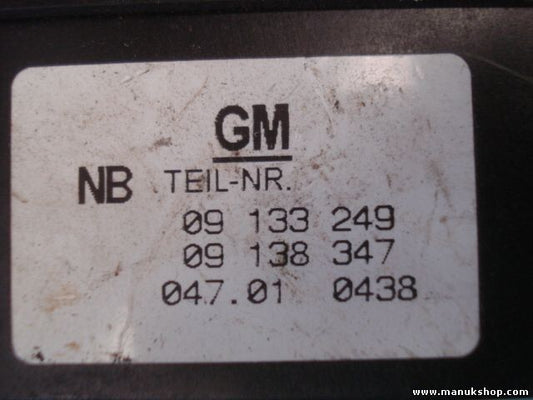 GM
NB TEIL-NR.
09 133 249
09 138 347
047.01 0438
www.manukshop.com